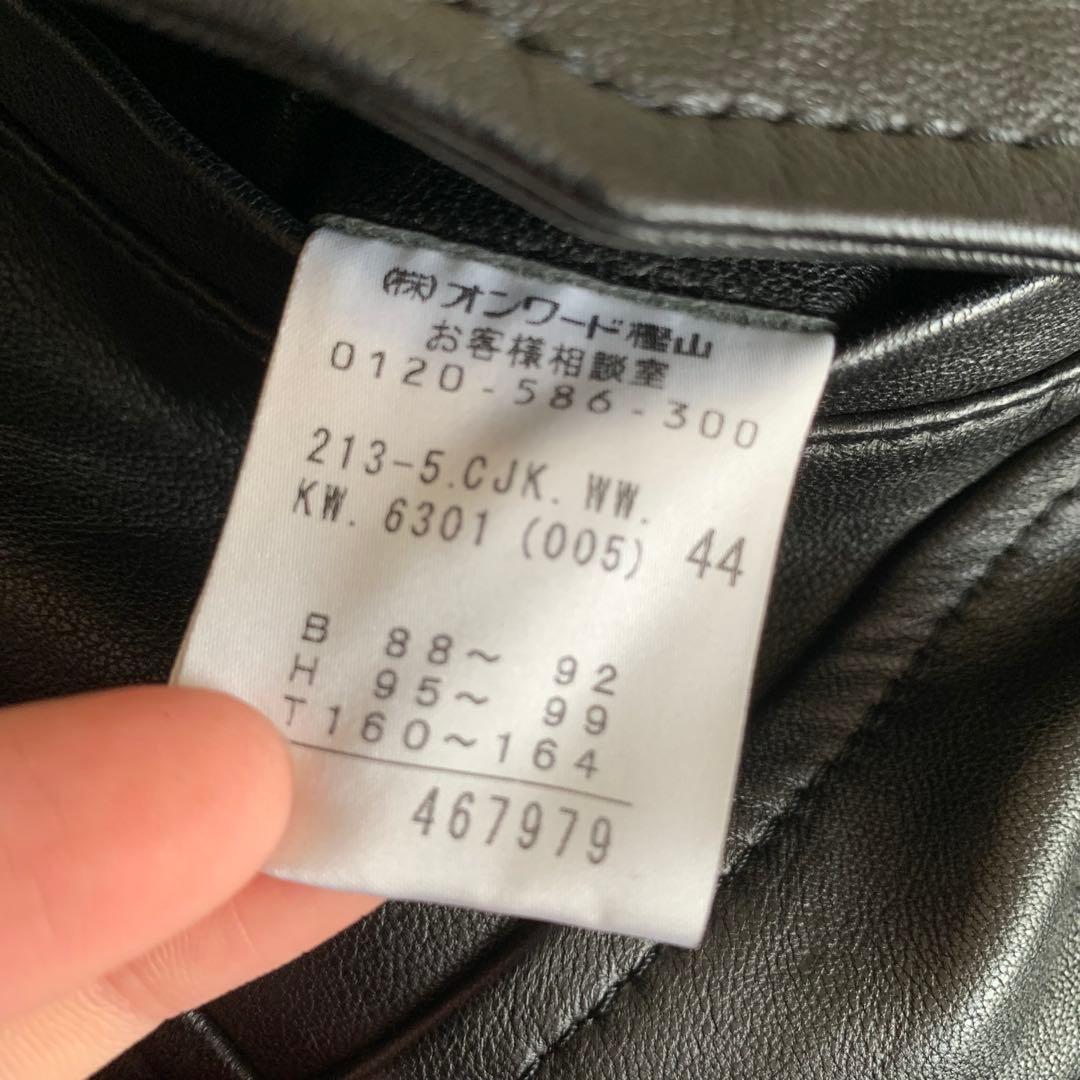 (株)オンワード樫山
お客様相談室
0120-586-300
213-5.CJK. WW.
KW. 6301 (005) 44
B 88～ 92
H 95～ 99
T160～164
467979